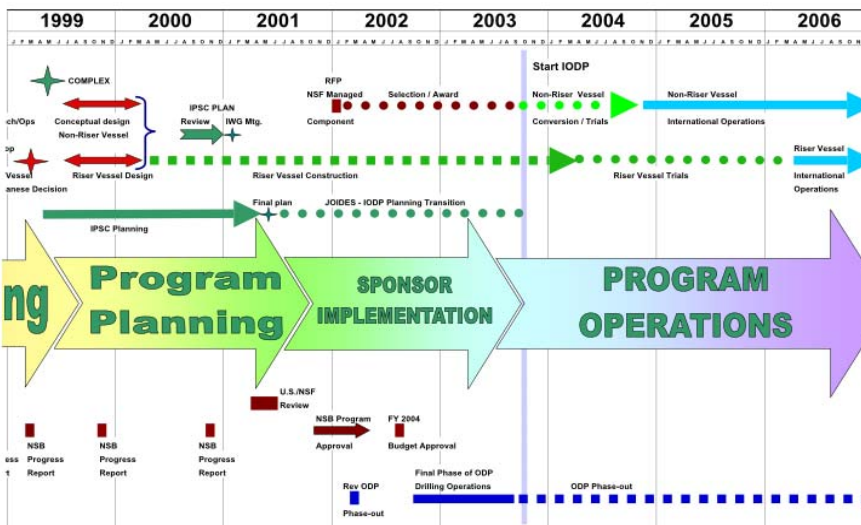 1999 2000 2001 2002 2003 2004 2005 2006
J F M A M J J A S O N D J F M A M J J A S O N D J F M A M J J A S O N D J F M A M J J A S O N D J F M A M J J A S O N D J F M A M J J A S O N D J F M A M J J A S O N D J F M A M J J A S O N
Start IODP
COMPLEX
RFP
NSF Managed
Component
Selection / Award
Non-Riser Vessel
Conversion / Trials
Non-Riser Vessel
International Operations
ch/Ops
Conceptual design
Non-Riser Vessel
IPSC PLAN
Review
IWG Mtg.
op
Vessel
anese Decision
Riser Vessel Design
Riser Vessel Construction
Riser Vessel Trials
Riser Vessel
International
Operations
IPSC Planning
Final plan
JOIDES - IODP Planning Transition
ng
Program
Planning
SPONSOR
IMPLEMENTATION
PROGRAM
OPERATIONS
U.S./NSF
Review
NSB Program
Approval
FY 2004
Budget Approval
ress
rt
NSB
Progress
Report
NSB
Progress
Report
NSB
Progress
Report
Rev ODP
Phase-out
Final Phase of ODP
Drilling Operations
ODP Phase-out